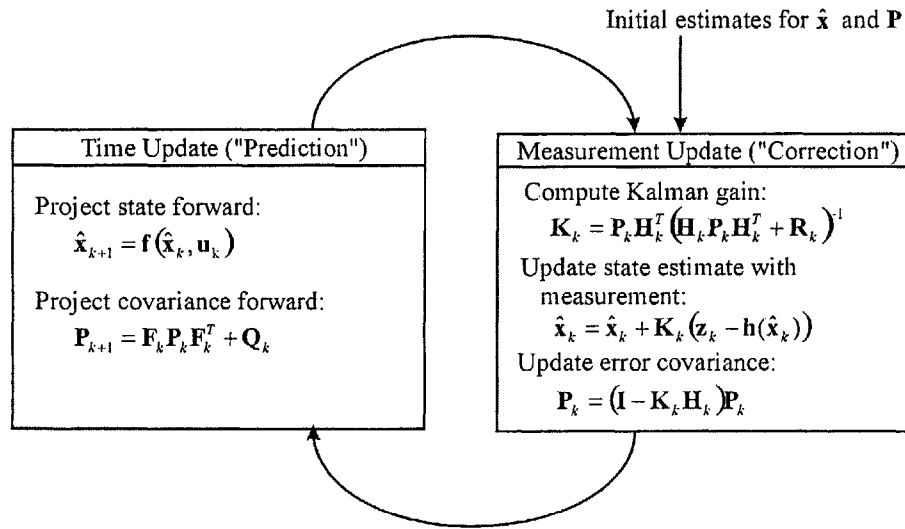 Initial estimates for x̂ and P
Time Update ("Prediction")
Project state forward:
x̂ₖ₊₁ = f(x̂ₖ, uₖ)
Project covariance forward:
Pₖ₊₁ = FₖPₖFₖᵀ + Qₖ
Measurement Update ("Correction")
Compute Kalman gain:
Kₖ = PₖHₖᵀ(HₖPₖHₖᵀ + Rₖ)⁻¹
Update state estimate with
measurement:
x̂ₖ = x̂ₖ + Kₖ(zₖ − h(x̂ₖ))
Update error covariance:
Pₖ = (I − KₖHₖ)Pₖ